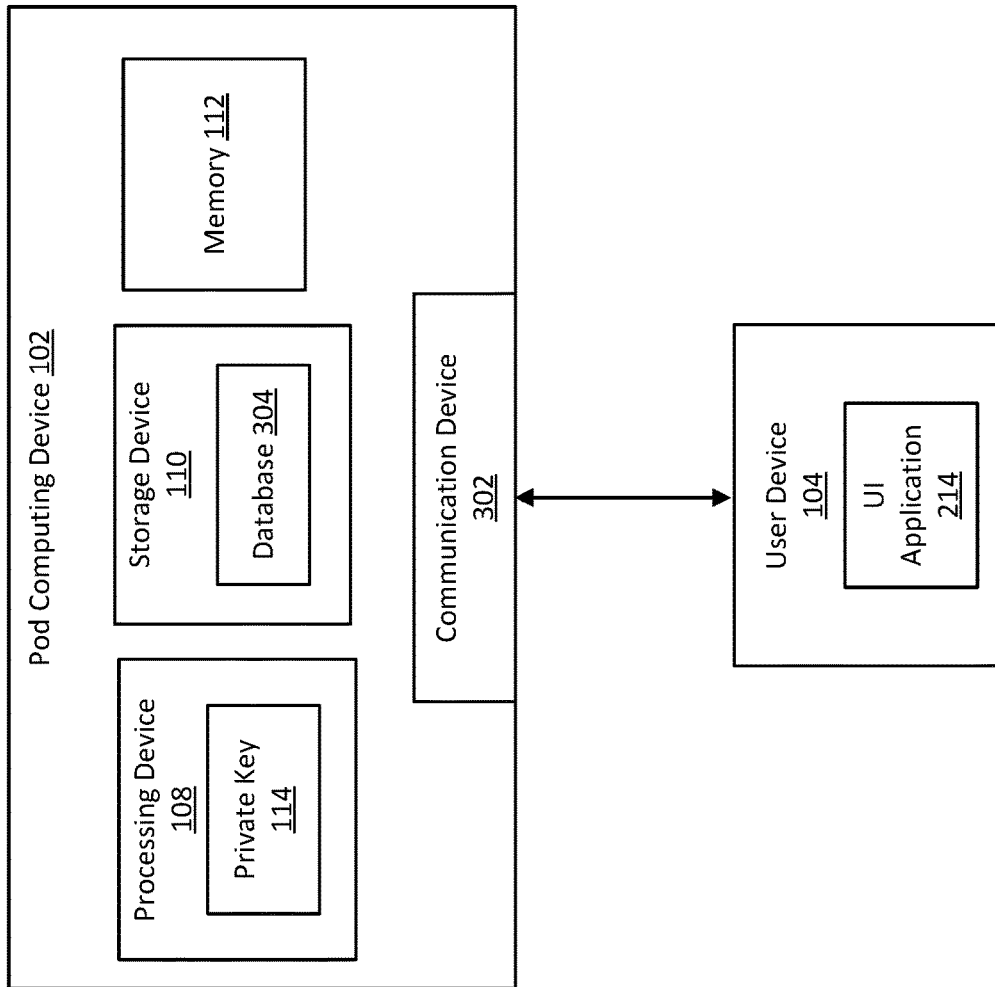 Pod Computing Device 102
Processing Device
108
Private Key
114
Storage Device
110
Database 304
Memory 112
Communication Device
302
User Device
104
UI
Application
214